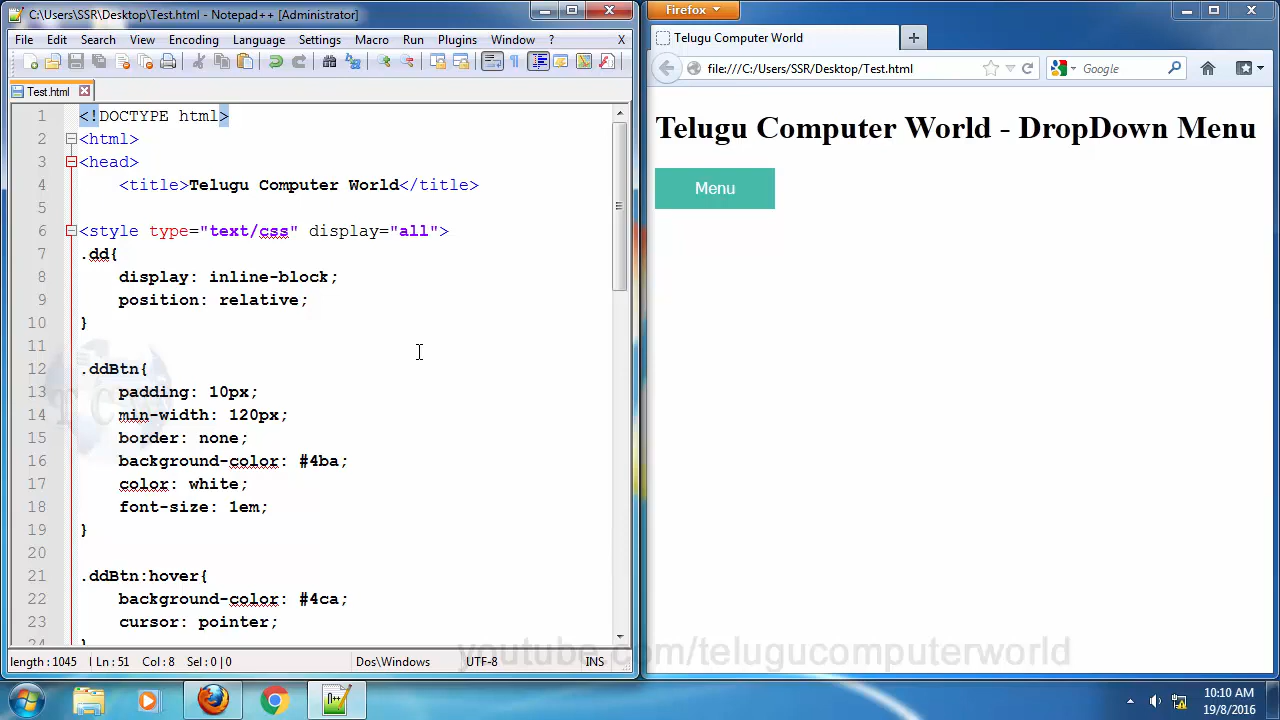 C:\Users\SSR\Desktop\Test.html - Notepad++ [Administrator]
File Edit Search View Encoding Language Settings Macro Run Plugins Window ? X
Test.html
1 <!DOCTYPE html>
2 <html>
3 <head>
4 <title>Telugu Computer World</title>
5
6 <style type="text/css" display="all">
7 .dd{
8 display: inline-block;
9 position: relative;
10 }
11
12 .ddBtn{
13 padding: 10px;
14 min-width: 120px;
15 border: none;
16 background-color: #4ba;
17 color: white;
18 font-size: 1em;
19 }
20
21 .ddBtn:hover{
22 background-color: #4ca;
23 cursor: pointer;
24 }
length : 1045 Ln : 51 Col : 8 Sel : 0 | 0 Dos\Windows UTF-8 INS
Firefox
Telugu Computer World
file:///C:/Users/SSR/Desktop/Test.html
Google
Telugu Computer World - DropDown Menu
Menu
TCW
youtube.com/telugucomputerworld
10:10 AM
19/8/2016